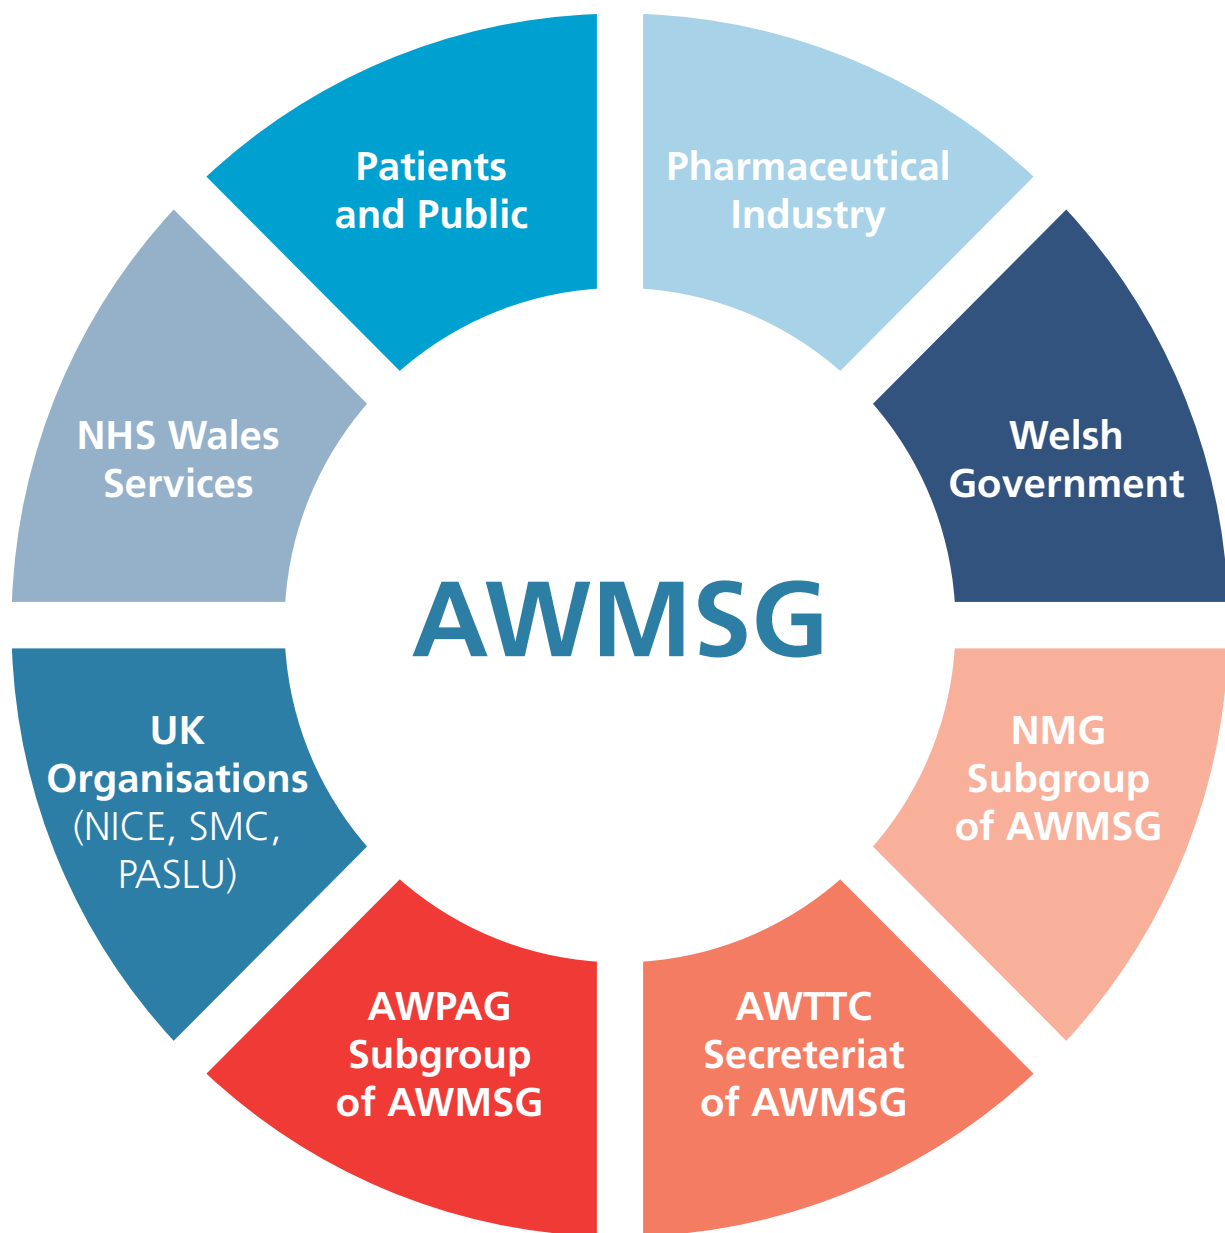 Patients
and Public
Pharmaceutical
Industry
NHS Wales
Services
Welsh
Government
AWMSG
UK
Organisations
(NICE, SMC,
PASLU)
NMG
Subgroup
of AWMSG
AWPAG
Subgroup
of AWMSG
AWTTC
Secreteriat
of AWMSG